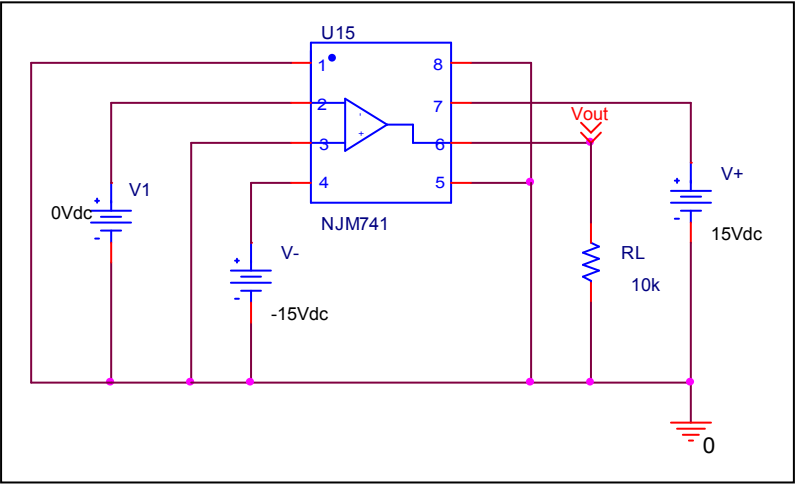 U15
1
8
2
-
7
Vout
+
3
6
4
5
+
V1
0Vdc
-
NJM741
+
V+
-
15Vdc
+
V-
-
-15Vdc
RL
10k
0